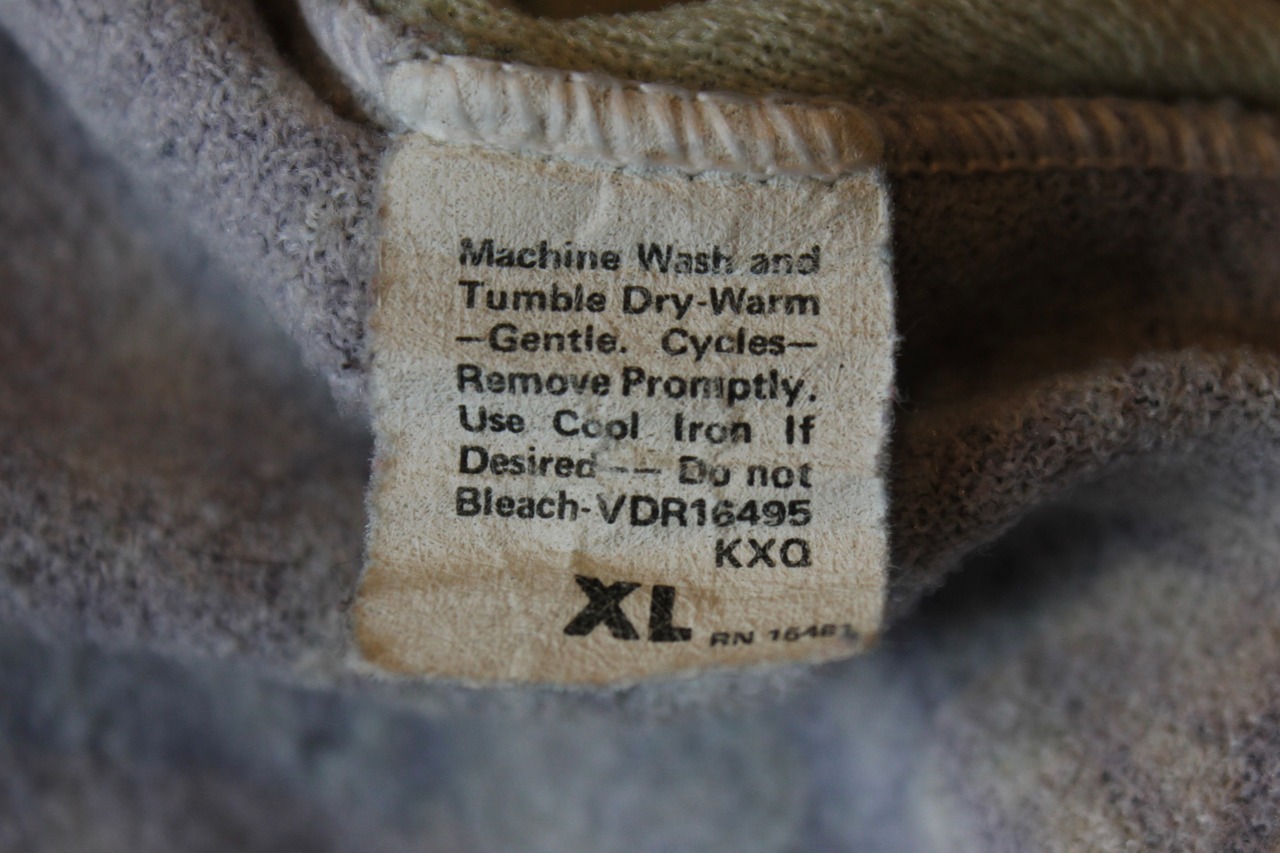 Machine Wash and
Tumble Dry-Warm
—Gentle. Cycles—
Remove Promptly.
Use Cool Iron If
Desired—— Do not
Bleach-VDR16495
KXQ
XL
RN